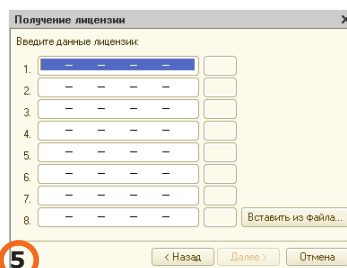 Получение лицензии X
Введите данные лицензии:
1. – – – –
2. – – – –
3. – – – –
4. – – – –
5. – – – –
6. – – – –
7. – – – –
8. – – – – Вставить из файла...
5 < Назад Далее > Отмена